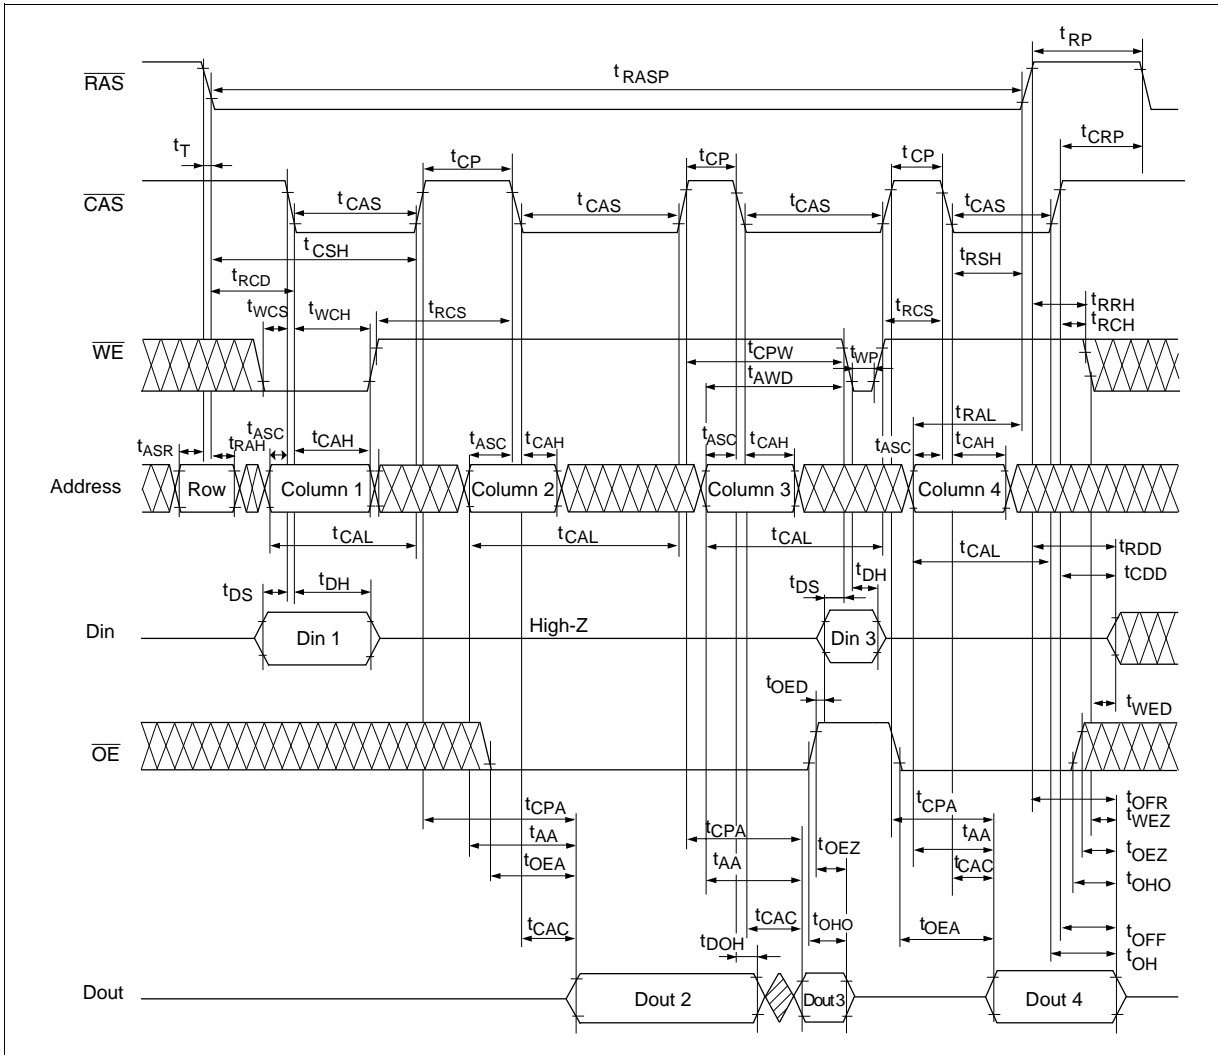 tRP
RAS
tRASP
tT
tCP
tCP
tCP
tCRP
CAS
tCAS
tCAS
tCAS
tCAS
tCSH
tRSH
tRCD
tWCS
tWCH
tRCS
tRCS
tRRH
tRCH
WE
tCPW
tWP
tAWD
tRAL
tASR
tRAH
tASC
tCAH
tASC
tCAH
tASC
tCAH
tASC
tCAH
Address
Row
Column 1
Column 2
Column 3
Column 4
tCAL
tCAL
tCAL
tCAL
tRDD
tCDD
tDS
tDH
tDS
tDH
Din
Din 1
High-Z
Din 3
tOED
tWED
OE
tCPA
tCPA
tCPA
tOFR
tWEZ
tAA
tAA
tAA
tOEZ
tOEZ
tOEA
tCAC
tOHO
tCAC
tCAC
tOHO
tOEA
tDOH
tOFF
tOH
Dout
Dout 2
Dout3
Dout 4